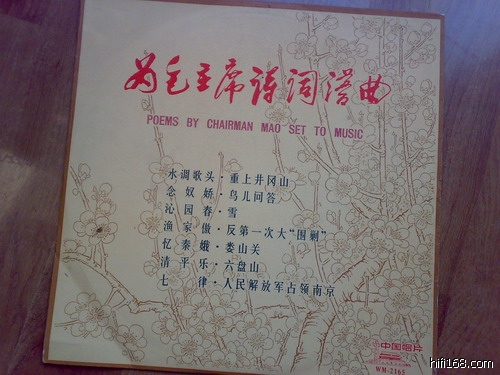 为毛主席诗词谱曲
POEMS BY CHAIRMAN MAO SET TO MUSIC
水调歌头·重上井冈山
念奴娇·鸟儿问答
沁园春·雪
渔家傲·反第一次大“围剿”
忆秦娥·娄山关
清平乐·六盘山
七律·人民解放军占领南京
中国唱片
WM-2165
hifi168.com